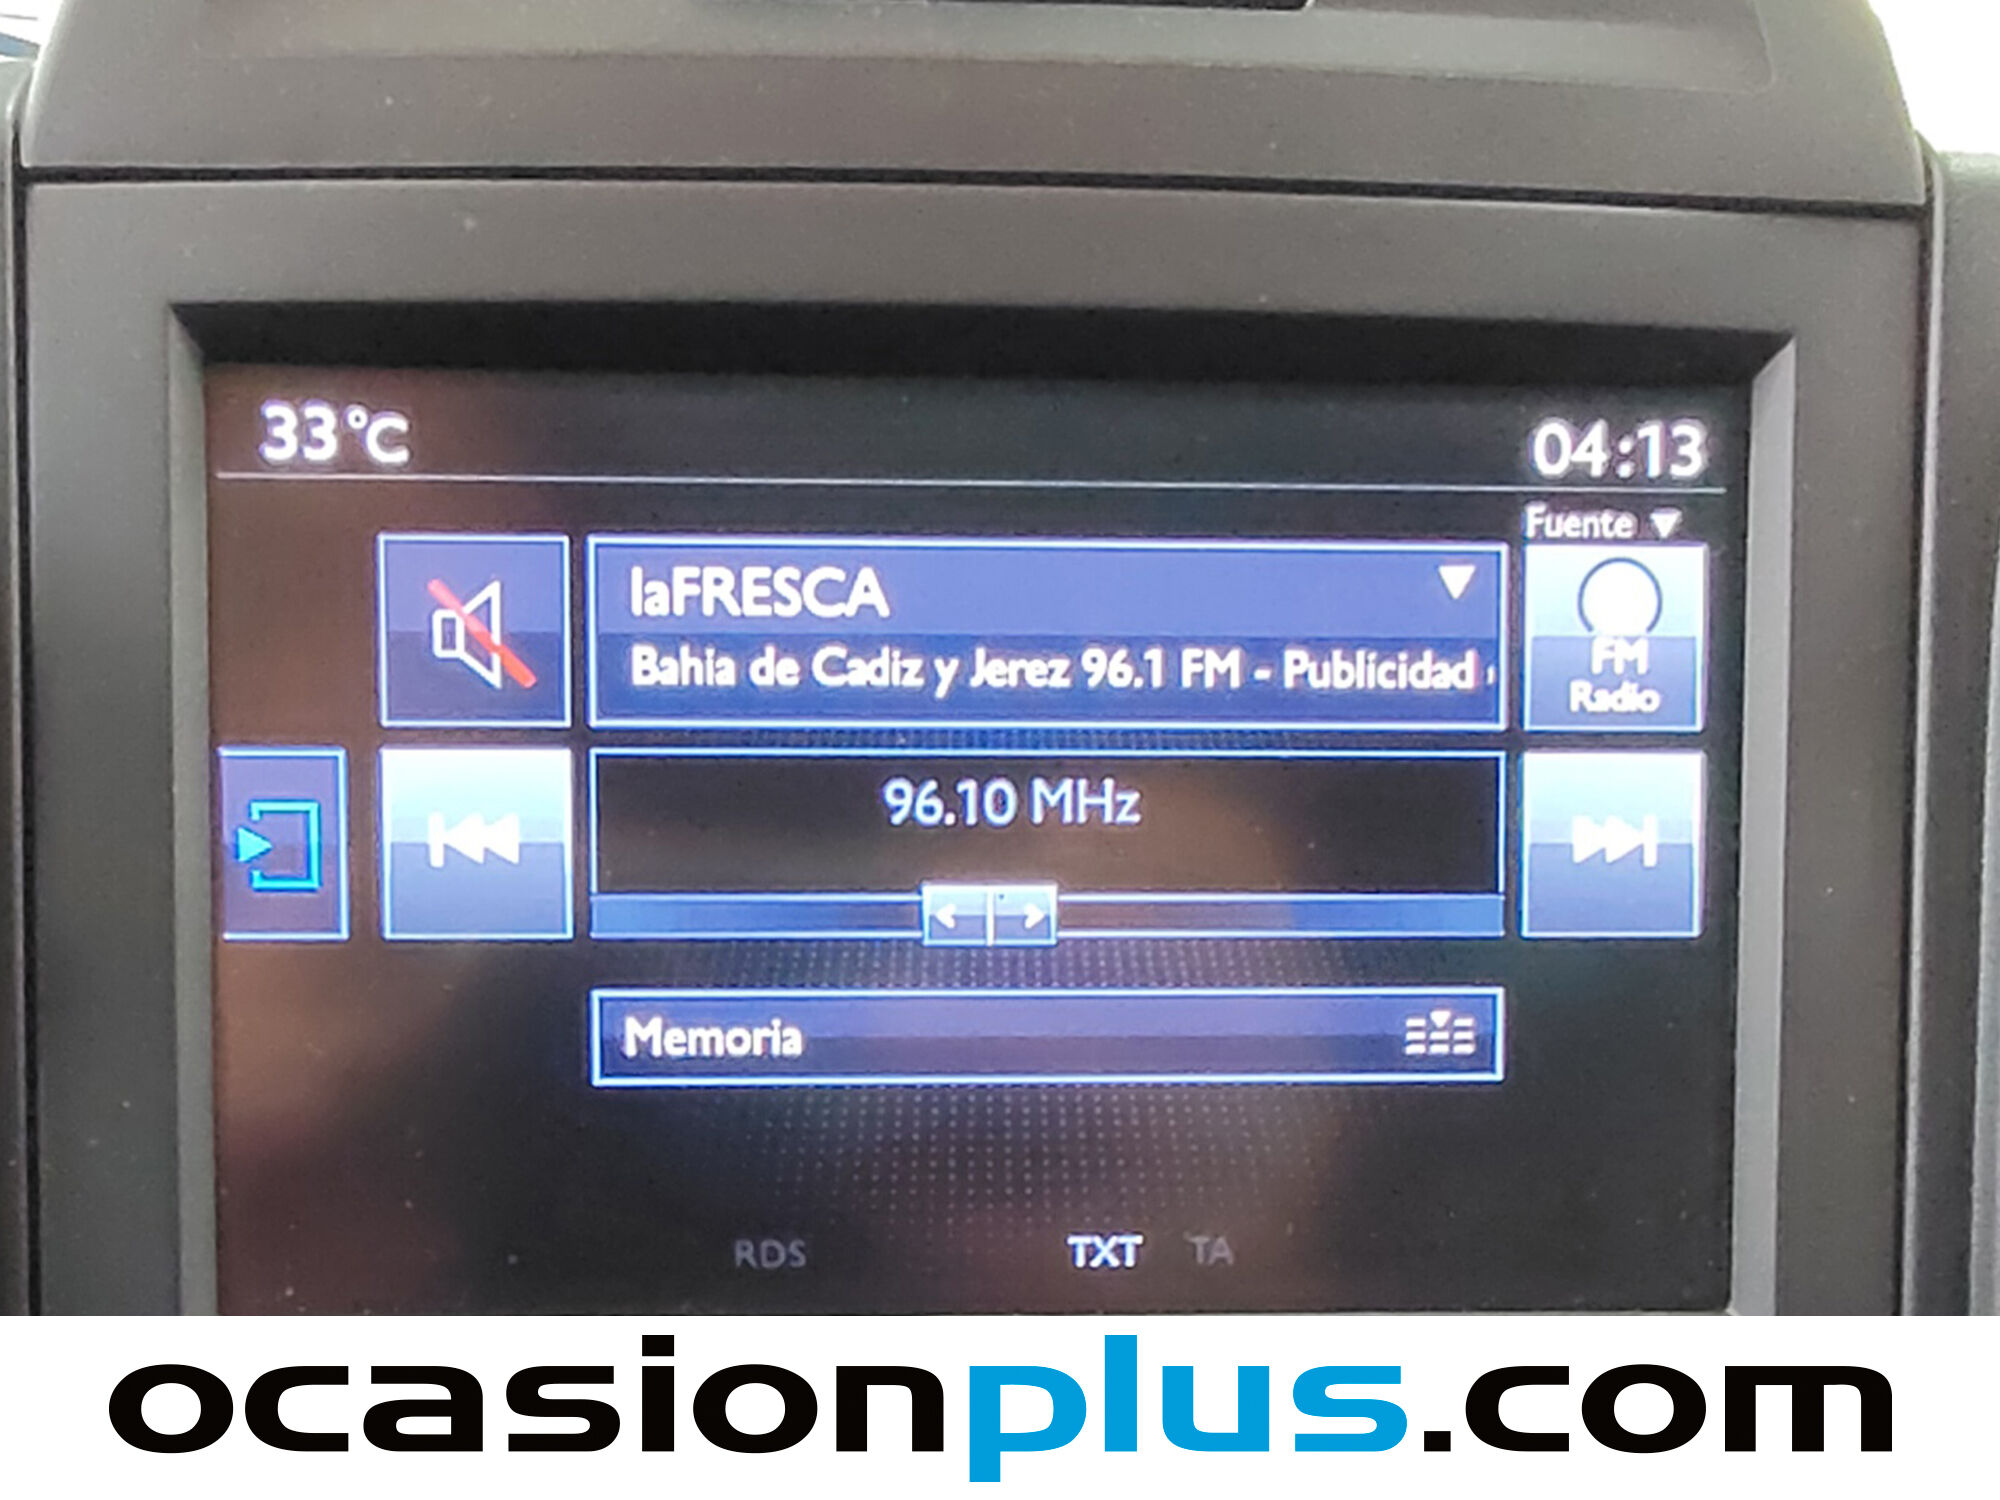 33°C
04:13
Fuente
laFRESCA
Bahia de Cadiz y Jerez 96.1 FM - Publicidad
FM
Radio
96.10 MHz
Memoria
RDS
TXT
TA
ocasionplus.com